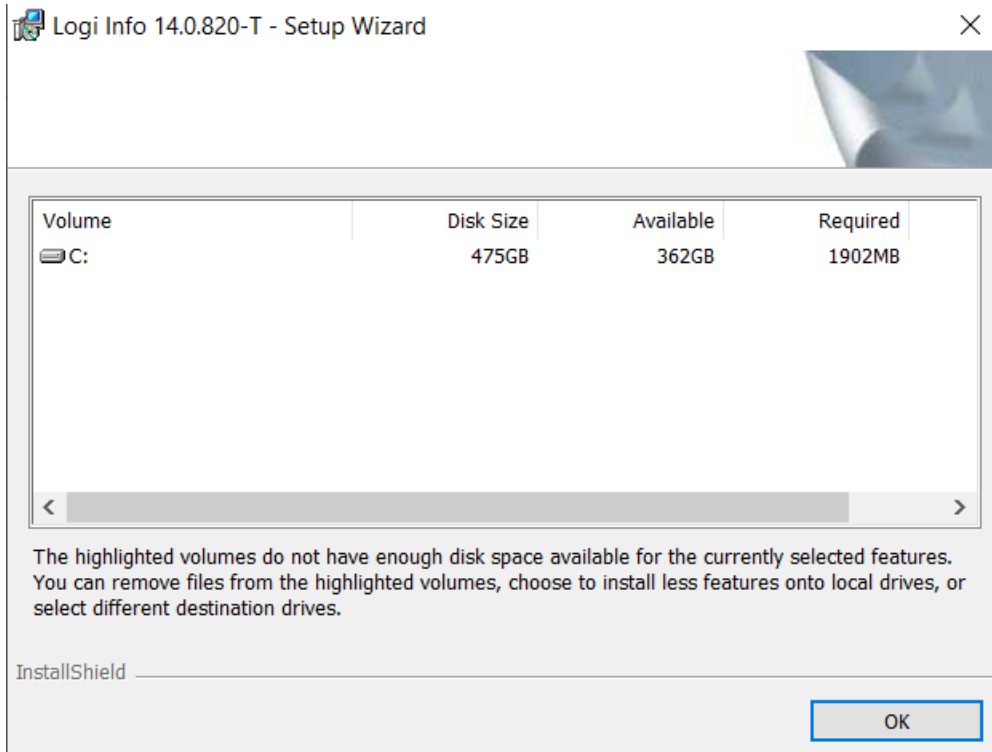 Logi Info 14.0.820-T - Setup Wizard
Volume Disk Size Available Required
C: 475GB 362GB 1902MB
The highlighted volumes do not have enough disk space available for the currently selected features.
You can remove files from the highlighted volumes, choose to install less features onto local drives, or
select different destination drives.
InstallShield
OK